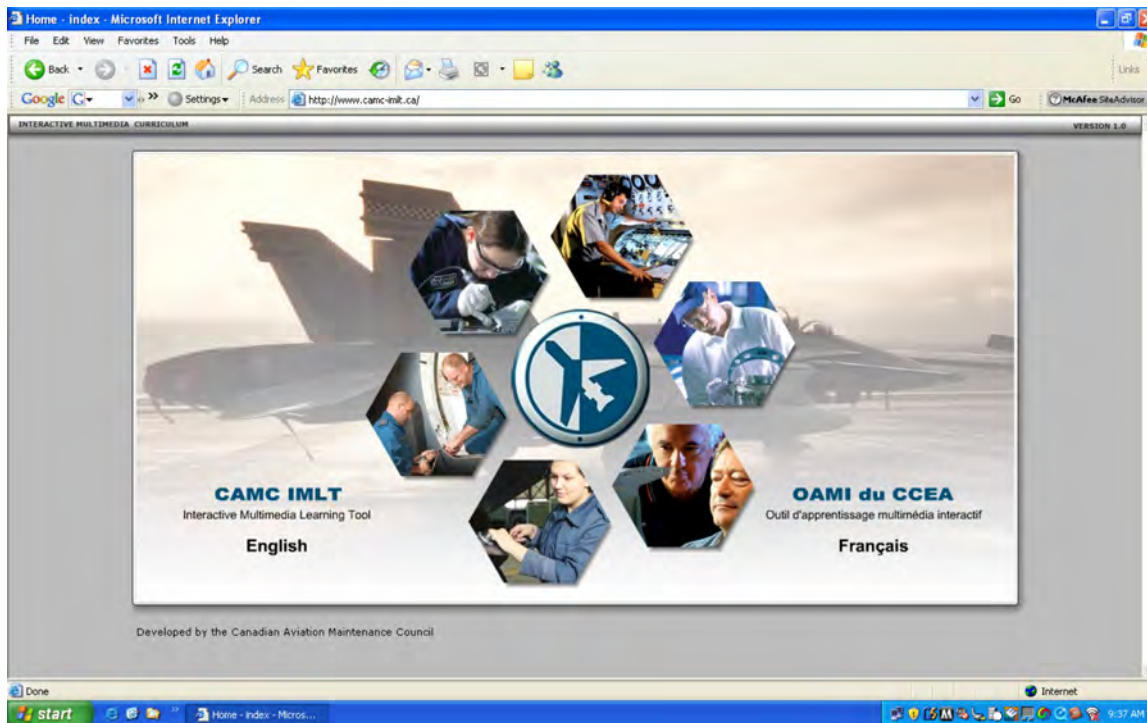 Home - index - Microsoft Internet Explorer
File Edit View Favorites Tools Help
Back Search Favorites Links
Google Settings Address http://www.camc-imlt.ca/ Go McAfee SiteAdvisor
INTERACTIVE MULTIMEDIA CURRICULUM VERSION 1.0
CAMC IMLT
Interactive Multimedia Learning Tool
English
OAMI du CCEA
Outil d'apprentissage multimédia interactif
Français
Developed by the Canadian Aviation Maintenance Council
Done Internet
start Home - index - Micros... 9:37 AM